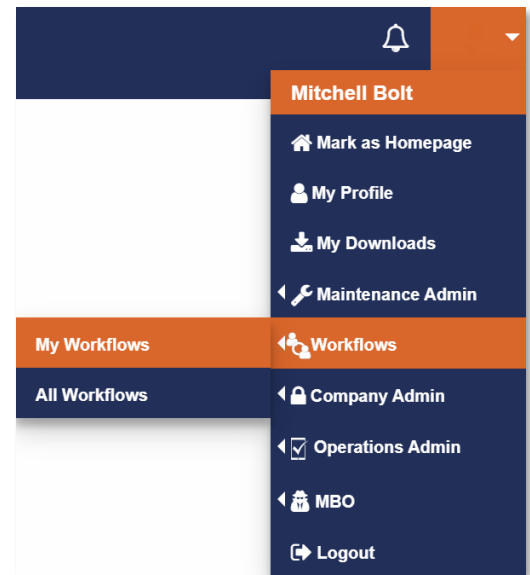 Mitchell Bolt
Mark as Homepage
My Profile
My Downloads
Maintenance Admin
My Workflows
Workflows
All Workflows
Company Admin
Operations Admin
MBO
Logout